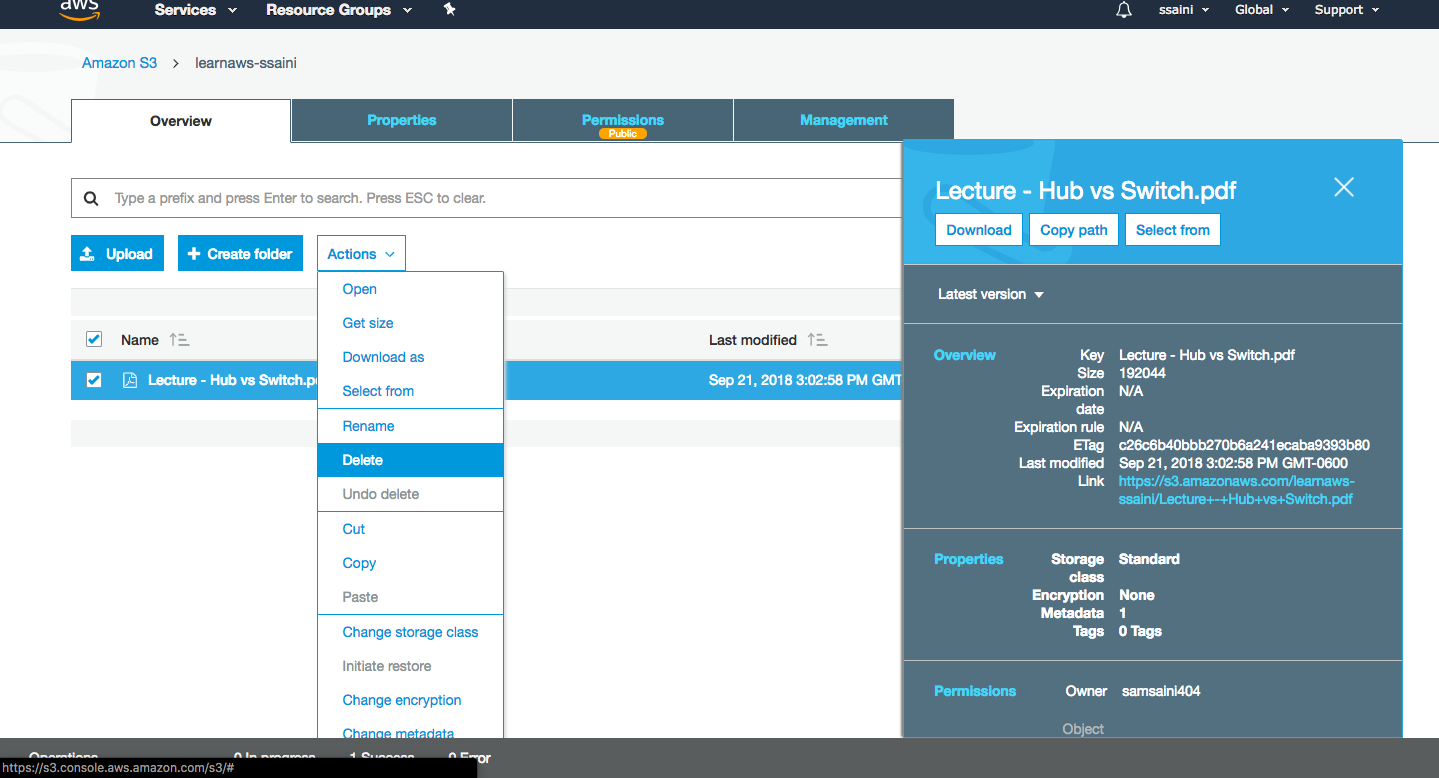 aws
Services
Resource Groups
ssaini
Global
Support
Amazon S3 > learnaws-ssaini
Overview
Properties
Permissions
Public
Management
Type a prefix and press Enter to search. Press ESC to clear.
Upload
+ Create folder
Actions
Open
Get size
Download as
Select from
Rename
Delete
Undo delete
Cut
Copy
Paste
Change storage class
Initiate restore
Change encryption
Change metadata
Name
Last modified
Lecture - Hub vs Switch.p
Sep 21, 2018 3:02:58 PM GMT
Lecture - Hub vs Switch.pdf
Download
Copy path
Select from
Latest version
Overview
Key Lecture - Hub vs Switch.pdf
Size 192044
Expiration N/A
date
Expiration rule N/A
ETag c26c6b40bbb270b6a241ecaba9393b80
Last modified Sep 21, 2018 3:02:58 PM GMT-0600
Link https://s3.amazonaws.com/learnaws-
ssaini/Lecture+-+Hub+vs+Switch.pdf
Properties
Storage Standard
class
Encryption None
Metadata 1
Tags 0 Tags
Permissions
Owner samsaini404
Object
Operations 0 In progress 1 Success 0 Error
https://s3.console.aws.amazon.com/s3/#